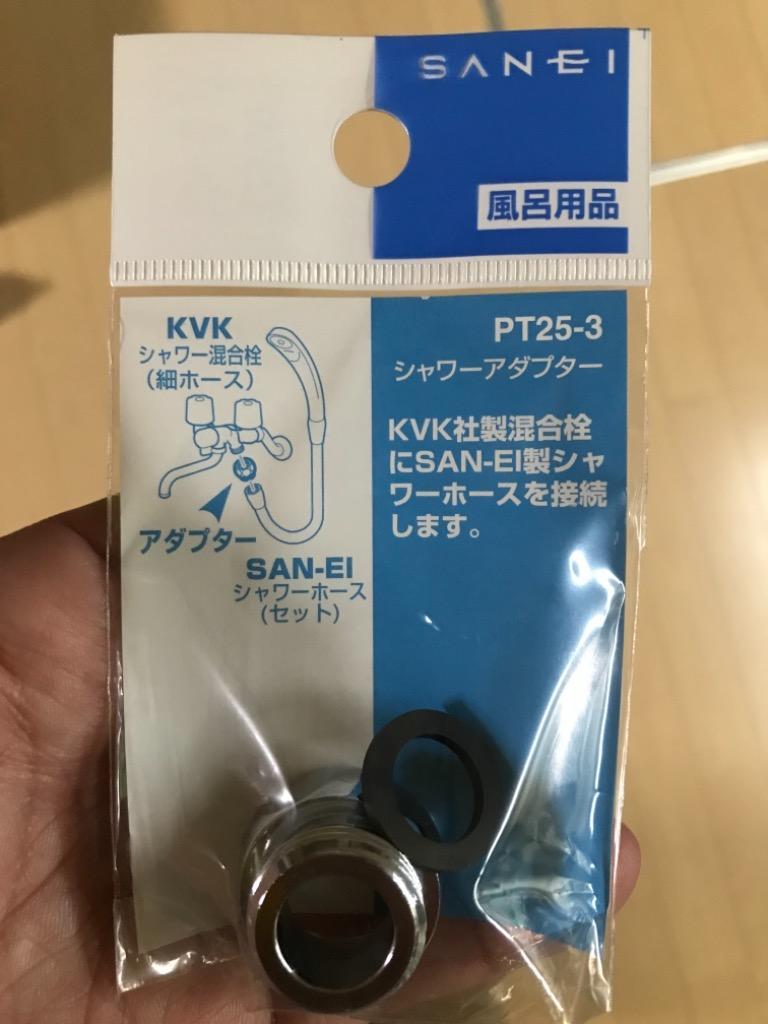 SANEI
風呂用品
KVK
シャワー混合栓
(細ホース)
アダプター
SAN-EI
シャワーホース
(セット)
PT25-3
シャワーアダプター
KVK社製混合栓
にSAN-EI製シャ
ワーホースを接続
します。